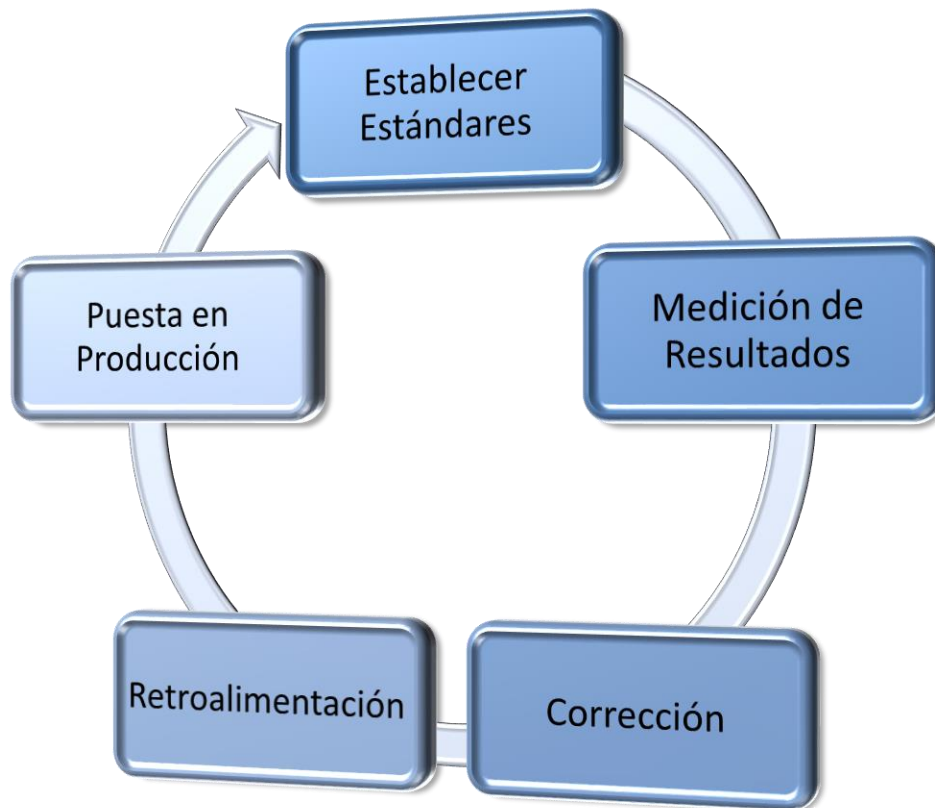 Establecer
Estándares
Medición de
Resultados
Corrección
Retroalimentación
Puesta en
Producción